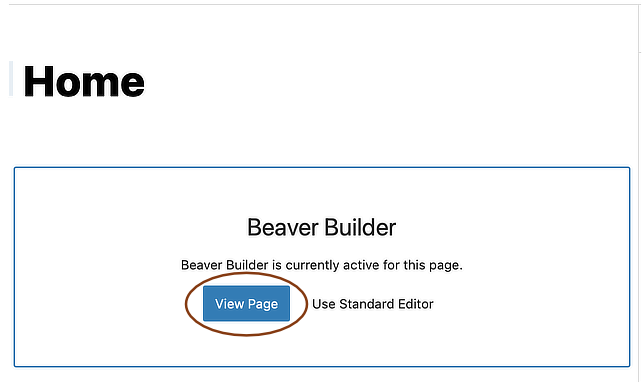 Home
Beaver Builder
Beaver Builder is currently active for this page.
View Page Use Standard Editor